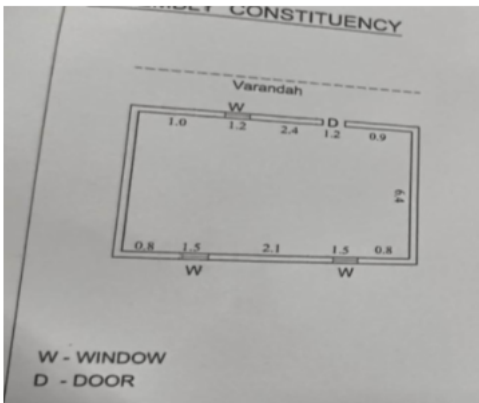 CONSTITUENCY
Varandah
W
D
1.0 1.2 2.4 1.2 0.9
6.4
0.8 1.5 2.1 1.5 0.8
W W
W - WINDOW
D - DOOR